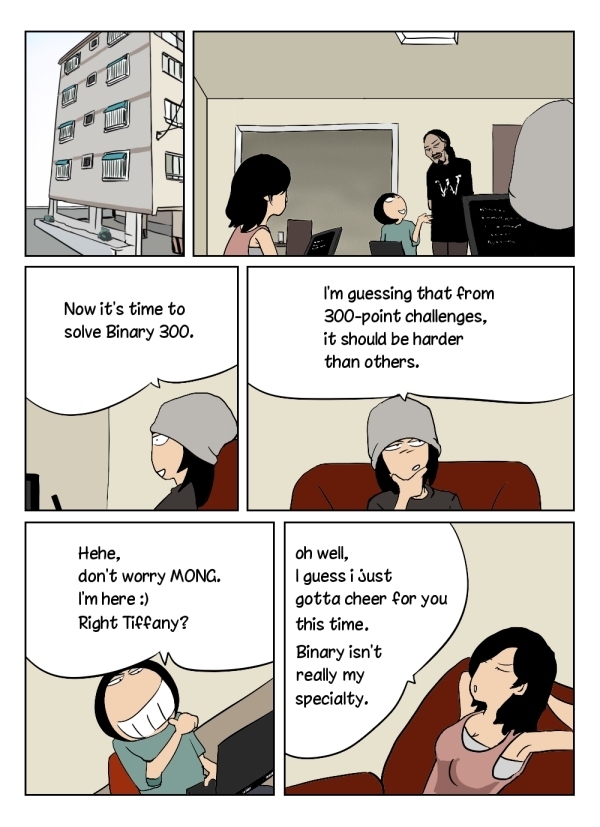 W
Now it's time to
solve Binary 300.
I'm guessing that from
300-point challenges,
it should be harder
than others.
Hehe,
don't worry MONG.
I'm here :)
Right Tiffany?
oh well,
I guess i just
gotta cheer for you
this time.
Binary isn't
really my
specialty.